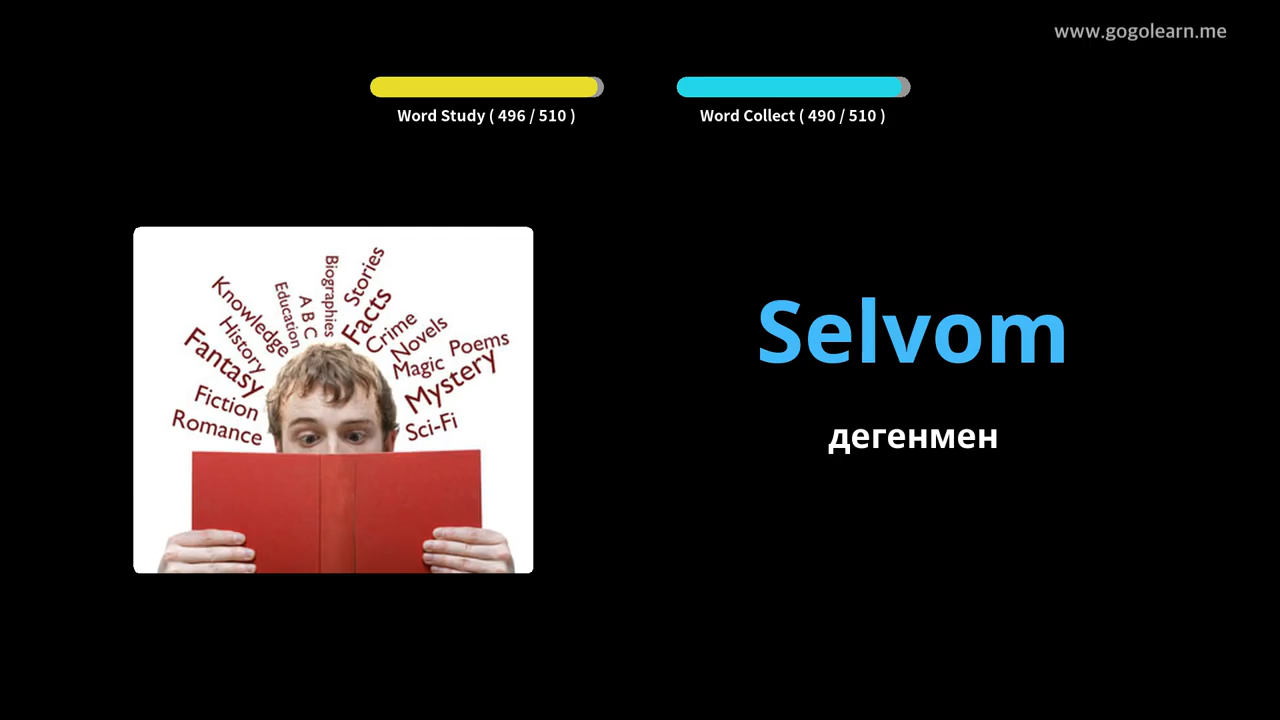 www.gogolearn.me
Word Study ( 496 / 510 )
Word Collect ( 490 / 510 )
Romance
Fiction
Fantasy
History
Knowledge
Education
A B C
Biographies
Stories
Facts
Crime
Novels
Magic
Poems
Mystery
Sci-Fi
Selvom
дегенмен